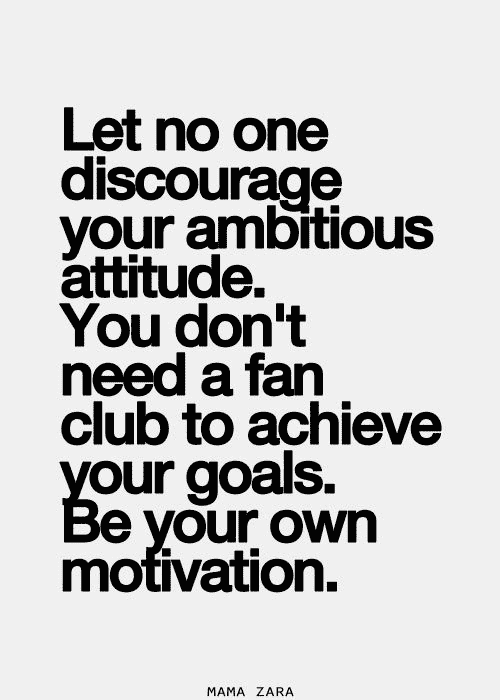 Let no one
discourage
your ambitious
attitude.
You don't
need a fan
club to achieve
your goals.
Be your own
motivation.
MAMA ZARA